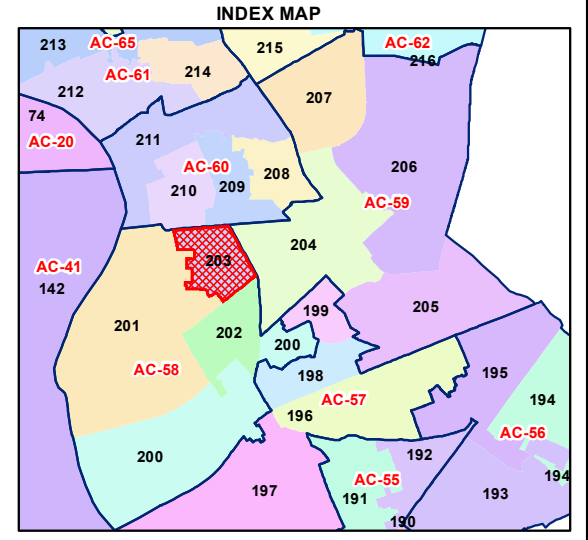 INDEX MAP
213
AC-65
215
AC-62
216
AC-61
214
212
207
74
211
AC-20
206
AC-60
208
210
209
AC-59
204
203
AC-41
142
205
199
201
202
200
198
195
AC-58
AC-57
194
196
AC-56
200
192
194
AC-55
197
191
193
190